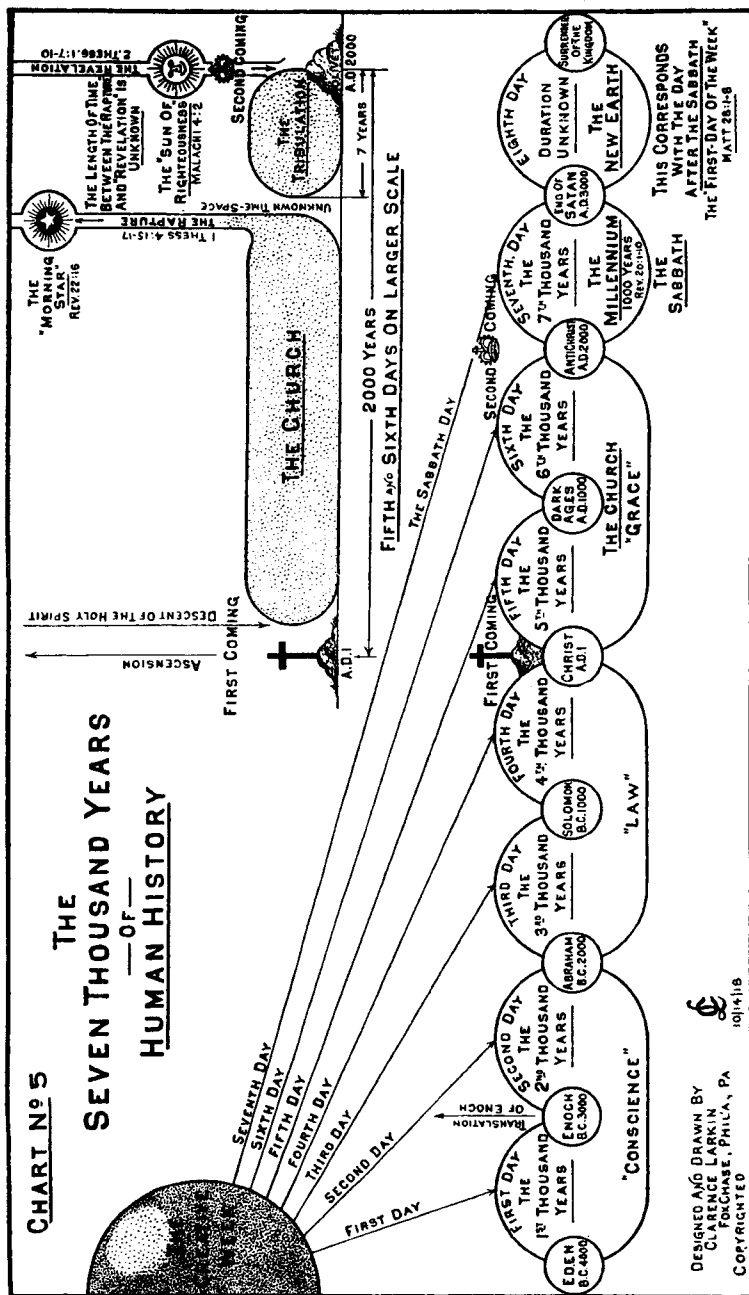 CHART Nº 5
THE
SEVEN THOUSAND YEARS
— OF —
HUMAN HISTORY
ASCENSION
DESCENT OF THE HOLY SPIRIT
FIRST COMING
A.D.1
THE CHURCH
THE
"MORNING
STAR"
REV. 22:16
THE RAPTURE
1 THESS 4:15-17
UNKNOWN TIME-SPACE
THE LENGTH OF TIME
BETWEEN THE "RAPTURE"
AND "REVELATION" IS
UNKNOWN
THE "SUN OF
RIGHTEOUSNESS"
MALACHI 4:2
THE REVELATION
2. THESS. 1:7-10
SECOND COMING
THE
TRIBULATION
OLIVET
A.D. 2000
7 YEARS
2000 YEARS
FIFTH AND SIXTH DAYS ON LARGER SCALE
THE
CREATIVE
WEEK
SEVENTH DAY
SIXTH DAY
FIFTH DAY
FOURTH DAY
THIRD DAY
SECOND DAY
FIRST DAY
THE SABBATH DAY
EDEN
B.C.4000
FIRST DAY
THE
1ST THOUSAND
YEARS
TRANSLATION
OF ENOCH
ENOCH
B.C.3000
SECOND DAY
THE
2ND THOUSAND
YEARS
"CONSCIENCE"
ABRAHAM
B.C.2000
THIRD DAY
THE
3RD THOUSAND
YEARS
SOLOMON
B.C.1000
FOURTH DAY
THE
4TH THOUSAND
YEARS
"LAW"
FIRST COMING
CHRIST
A.D.1
FIFTH DAY
THE
5TH THOUSAND
YEARS
DARK
AGES
A.D.1000
SIXTH DAY
THE
6TH THOUSAND
YEARS
THE CHURCH
"GRACE"
SECOND COMING
ANTICHRIST
A.D.2000
SEVENTH DAY
THE
7TH THOUSAND
YEARS
THE
MILLENNIUM
1000 YEARS
REV. 20:1-10
THE
SABBATH
END OF
SATAN
A.D.3000
EIGHTH DAY
DURATION
UNKNOWN
THE
NEW EARTH
SURRENDER
OF THE
KINGDOM
THIS CORRESPONDS
WITH THE DAY
AFTER THE SABBATH
THE "FIRST-DAY OF THE WEEK"
MATT 28:1-8
DESIGNED AND DRAWN BY
CLARENCE LARKIN
FOXCHASE, PHILA., PA
COPYRIGHTED
10/14/18